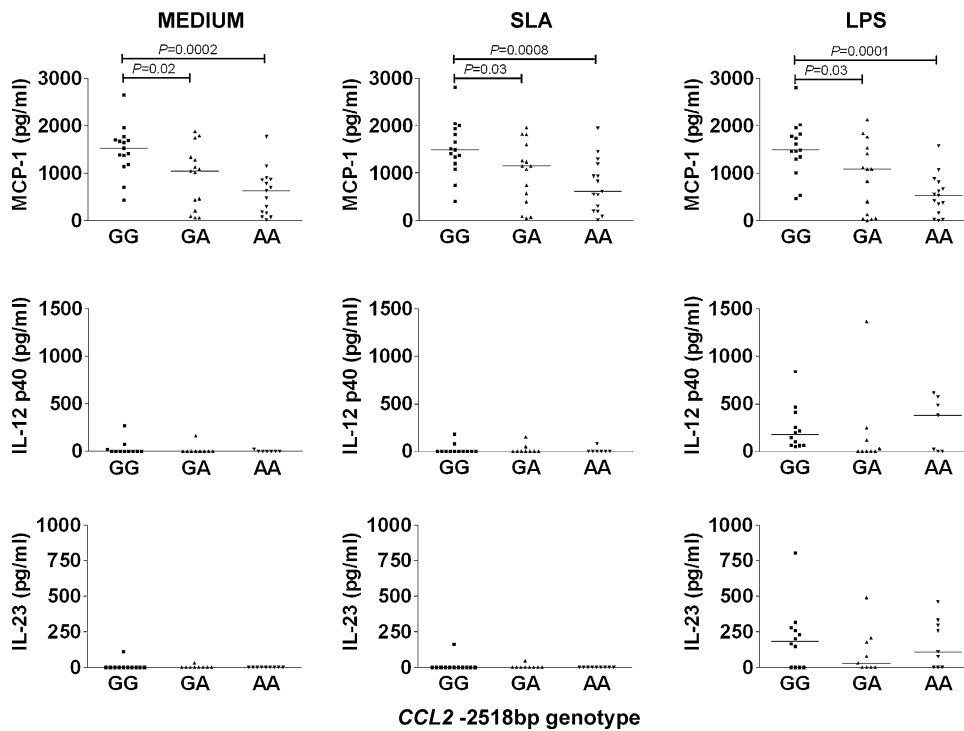 MEDIUM
SLA
LPS
P=0.0002
P=0.02
P=0.0008
P=0.03
P=0.0001
P=0.03
MCP-1 (pg/ml)
3000
2000
1000
0
GG GA AA
MCP-1 (pg/ml)
3000
2000
1000
0
GG GA AA
MCP-1 (pg/ml)
3000
2000
1000
0
GG GA AA
IL-12 p40 (pg/ml)
1500
1000
500
0
GG GA AA
IL-12 p40 (pg/ml)
1500
1000
500
0
GG GA AA
IL-12 p40 (pg/ml)
1500
1000
500
0
GG GA AA
IL-23 (pg/ml)
1000
750
500
250
0
GG GA AA
IL-23 (pg/ml)
1000
750
500
250
0
GG GA AA
IL-23 (pg/ml)
1000
750
500
250
0
GG GA AA
CCL2 -2518bp genotype